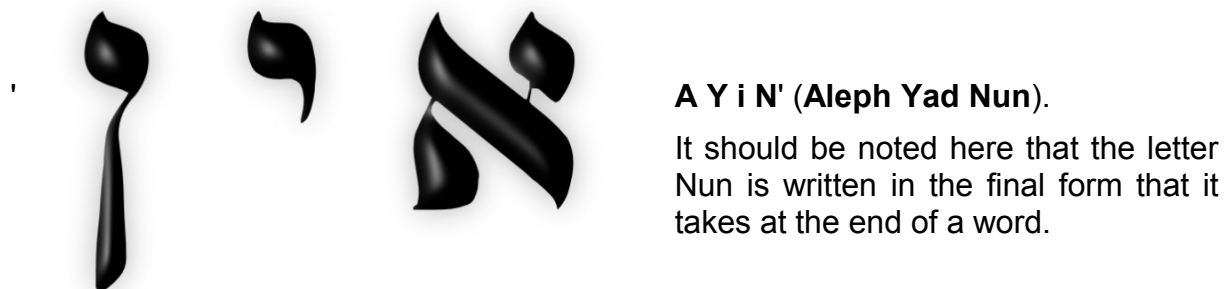 אין'
A Y i N' (Aleph Yad Nun).
It should be noted here that the letter
Nun is written in the final form that it
takes at the end of a word.